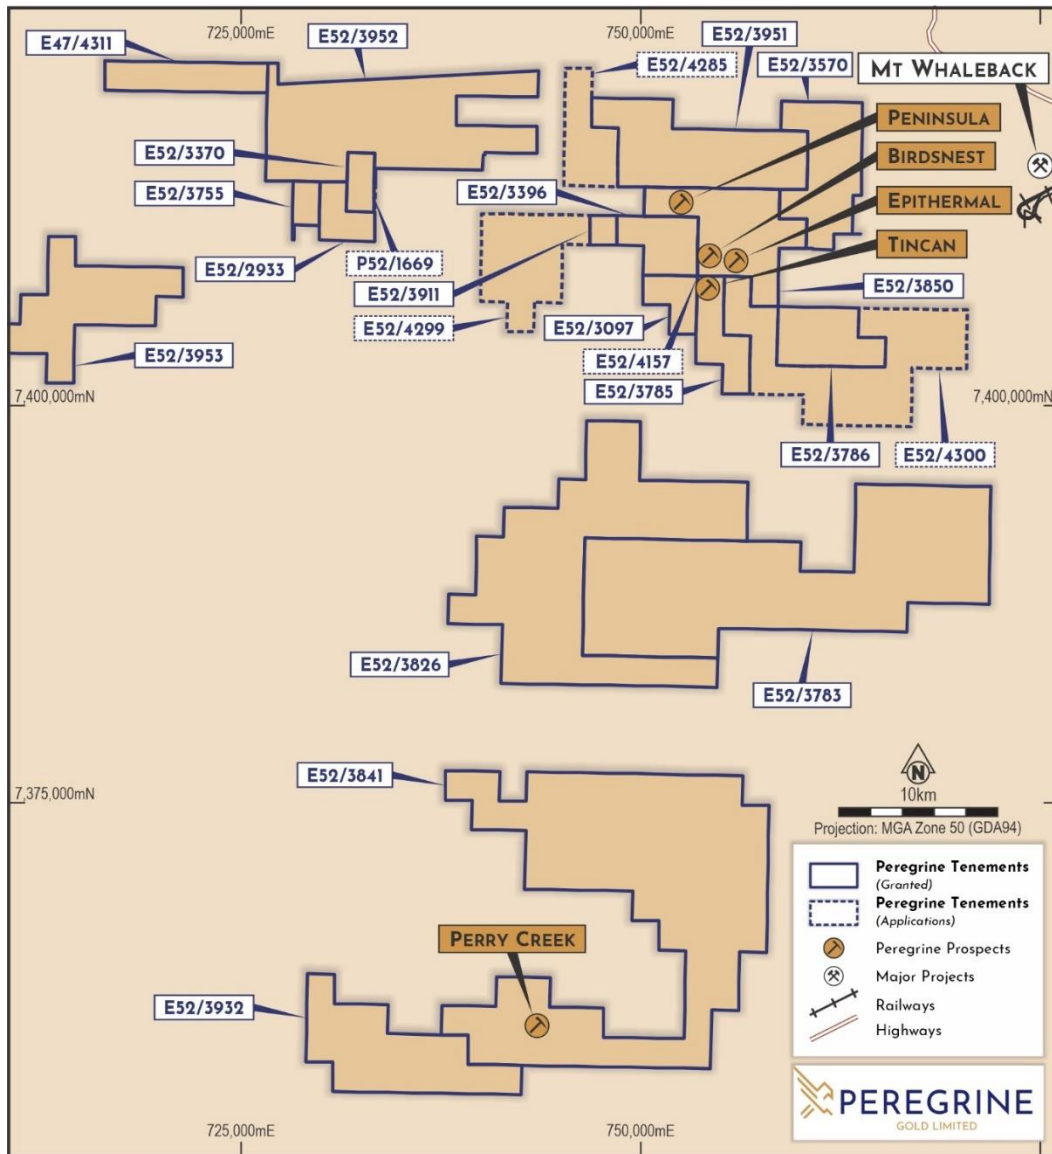 725,000mE
750,000mE
E47/4311
E52/3952
E52/3951
E52/4285
E52/3570
MT WHALEBACK
PENINSULA
E52/3370
BIRDSNEST
E52/3755
E52/3396
EPITHERMAL
TINCAN
E52/2933
P52/1669
E52/3911
E52/3850
E52/4299
E52/3097
E52/3953
E52/4157
E52/3785
7,400,000mN
7,400,000mN
E52/3786
E52/4300
E52/3826
E52/3783
E52/3841
7,375,000mN
N
10km
Projection: MGA Zone 50 (GDA94)
Peregrine Tenements
(Granted)
Peregrine Tenements
(Applications)
Peregrine Prospects
Major Projects
Railways
Highways
PERRY CREEK
E52/3932
PEREGRINE
GOLD LIMITED
725,000mE
750,000mE